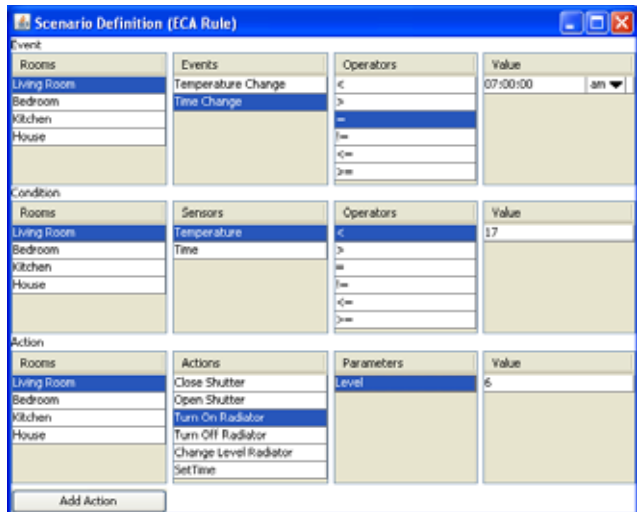 Scenario Definition (ECA Rule)
Event
Rooms Events Operators Value
Living Room Temperature Change < 07:00:00 am
Bedroom Time Change >
Kitchen =
House !=
<=
>=
Condition
Rooms Sensors Operators Value
Living Room Temperature < 17
Bedroom Time >
Kitchen =
House !=
<=
>=
Action
Rooms Actions Parameters Value
Living Room Close Shutter Level 6
Bedroom Open Shutter
Kitchen Turn On Radiator
House Turn Off Radiator
Change Level Radiator
SetTime
Add Action